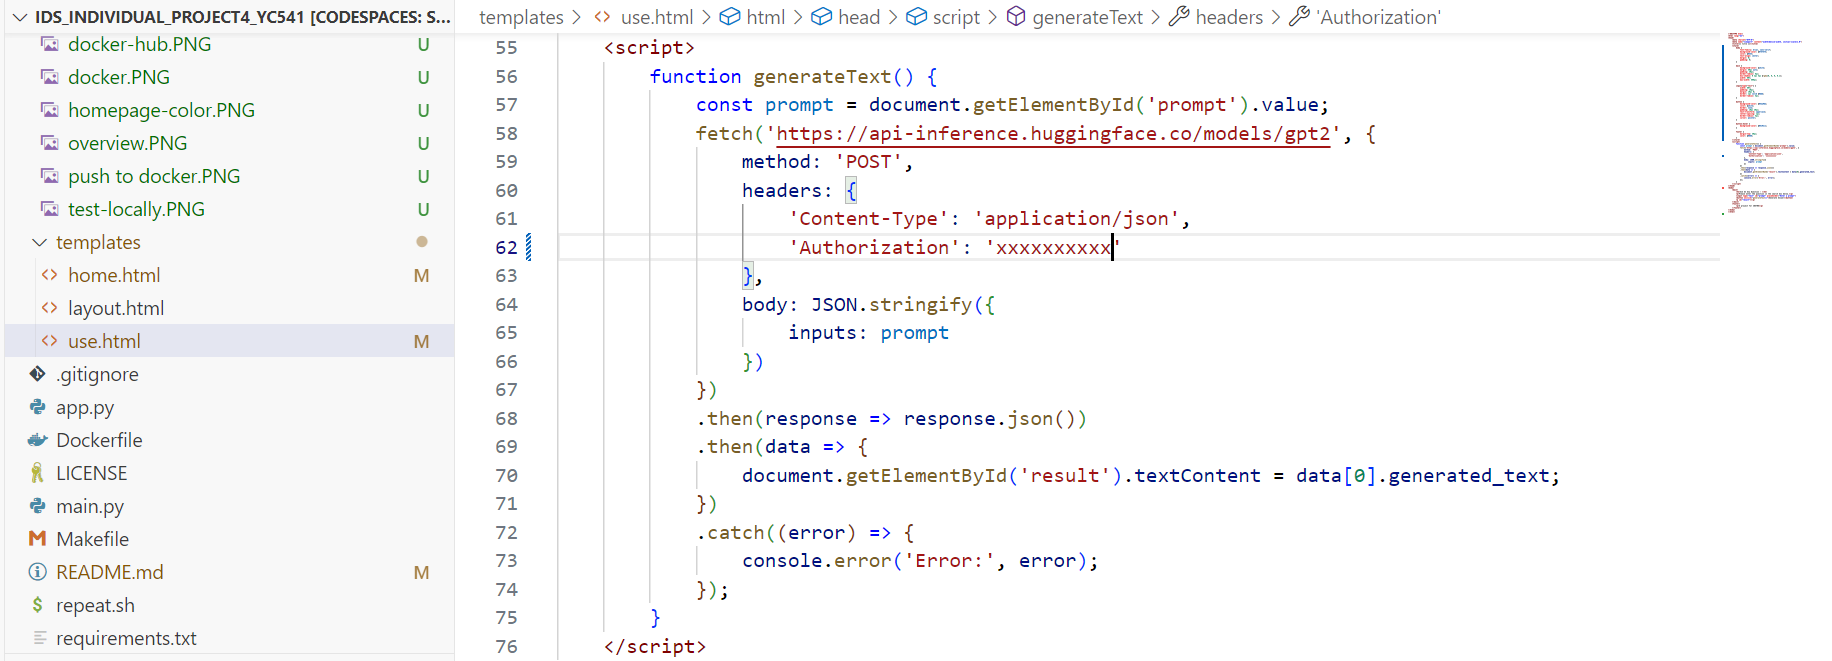 IDS_INDIVIDUAL_PROJECT4_YC541 [CODESPACES: S...
docker-hub.PNG U
docker.PNG U
homepage-color.PNG U
overview.PNG U
push to docker.PNG U
test-locally.PNG U
templates
home.html M
layout.html
use.html M
.gitignore
app.py
Dockerfile
LICENSE
main.py
Makefile
README.md M
repeat.sh
requirements.txt
templates > use.html > html > head > script > generateText > headers > 'Authorization'
55 <script>
56 function generateText() {
57 const prompt = document.getElementById('prompt').value;
58 fetch('https://api-inference.huggingface.co/models/gpt2', {
59 method: 'POST',
60 headers: {
61 'Content-Type': 'application/json',
62 'Authorization': 'xxxxxxxxxx'
63 },
64 body: JSON.stringify({
65 inputs: prompt
66 })
67 })
68 .then(response => response.json())
69 .then(data => {
70 document.getElementById('result').textContent = data[0].generated_text;
71 })
72 .catch((error) => {
73 console.error('Error:', error);
74 });
75 }
76 </script>